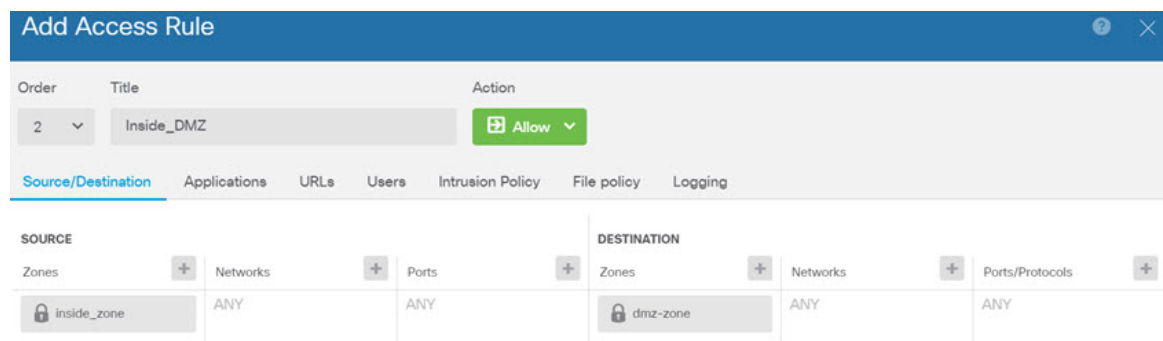 Add Access Rule
Order Title Action
2 Inside_DMZ Allow
Source/Destination Applications URLs Users Intrusion Policy File policy Logging
SOURCE DESTINATION
Zones + Networks + Ports + Zones + Networks + Ports/Protocols +
inside_zone ANY ANY dmz-zone ANY ANY